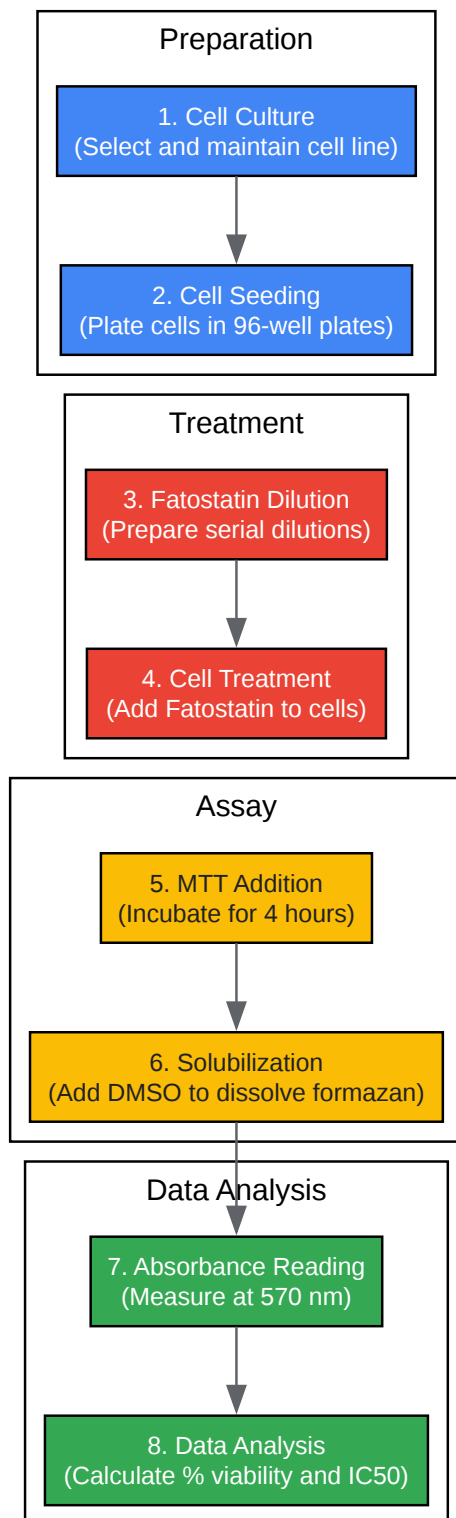 Preparation
1. Cell Culture
(Select and maintain cell line)
2. Cell Seeding
(Plate cells in 96-well plates)
Treatment
3. Fatostatin Dilution
(Prepare serial dilutions)
4. Cell Treatment
(Add Fatostatin to cells)
Assay
5. MTT Addition
(Incubate for 4 hours)
6. Solubilization
(Add DMSO to dissolve formazan)
Data Analysis
7. Absorbance Reading
(Measure at 570 nm)
8. Data Analysis
(Calculate % viability and IC50)